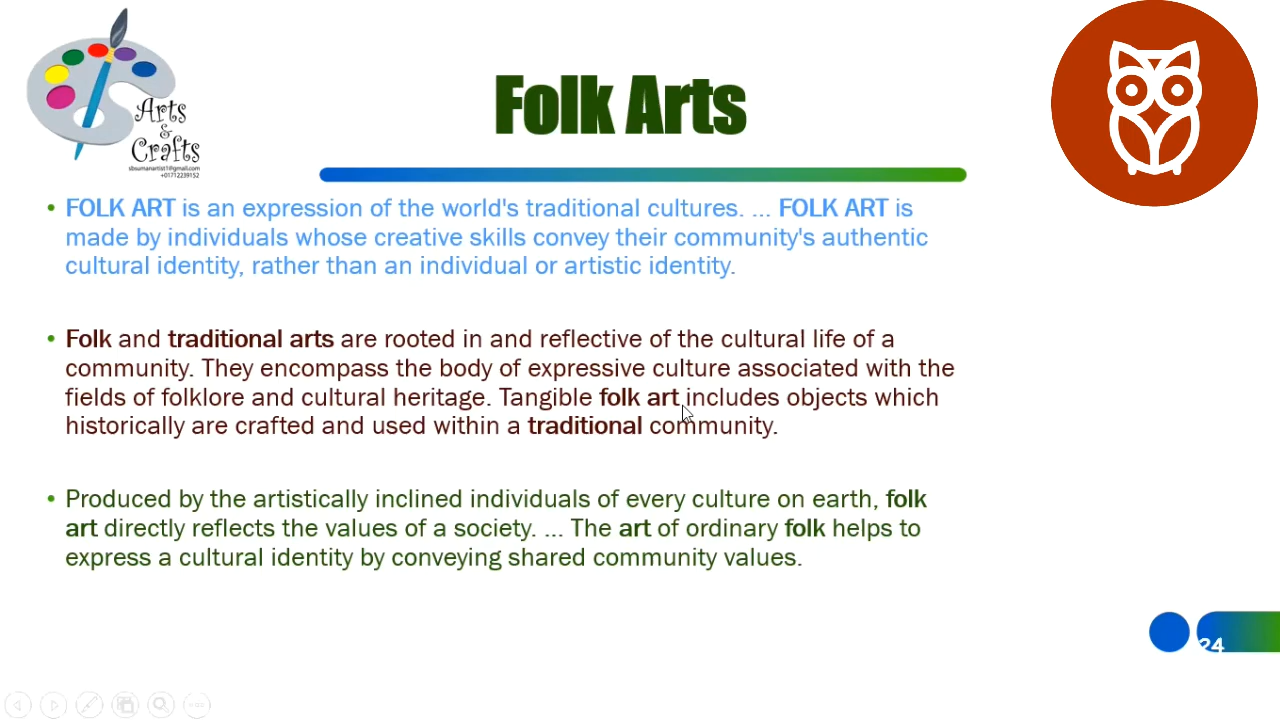 Folk Arts
Arts
&
Crafts
sbsumanartist1@gmail.com
+01712239152
• FOLK ART is an expression of the world's traditional cultures. ... FOLK ART is
made by individuals whose creative skills convey their community's authentic
cultural identity, rather than an individual or artistic identity.
• Folk and traditional arts are rooted in and reflective of the cultural life of a
community. They encompass the body of expressive culture associated with the
fields of folklore and cultural heritage. Tangible folk art includes objects which
historically are crafted and used within a traditional community.
• Produced by the artistically inclined individuals of every culture on earth, folk
art directly reflects the values of a society. ... The art of ordinary folk helps to
express a cultural identity by conveying shared community values.
24